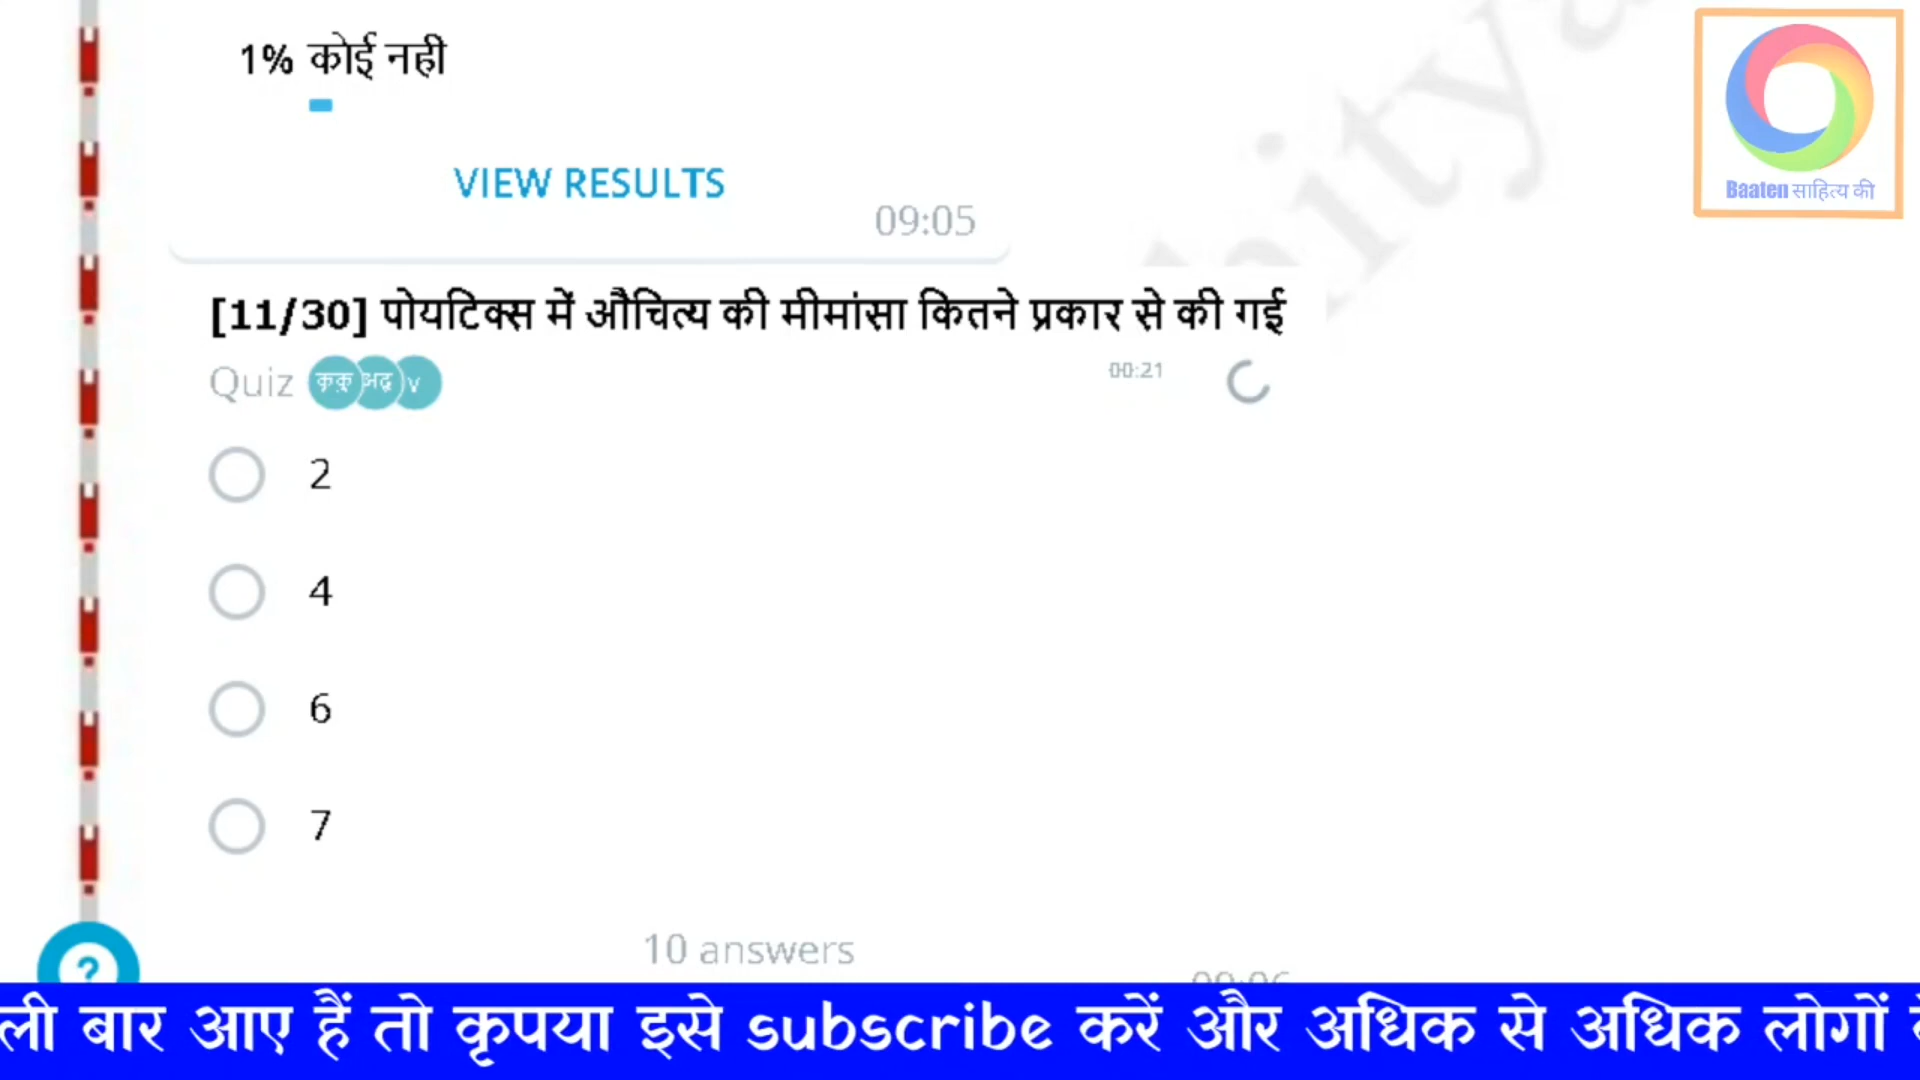 1% कोई नही
VIEW RESULTS
09:05
Baaten साहित्य की
[11/30] पोयटिक्स में औचित्य की मीमांसा कितने प्रकार से की गई
Quiz कृकृ भद्र v 00:21
2
4
6
7
10 answers
?
ली बार आए हैं तो कृपया इसे subscribe करें और अधिक से अधिक लोगों